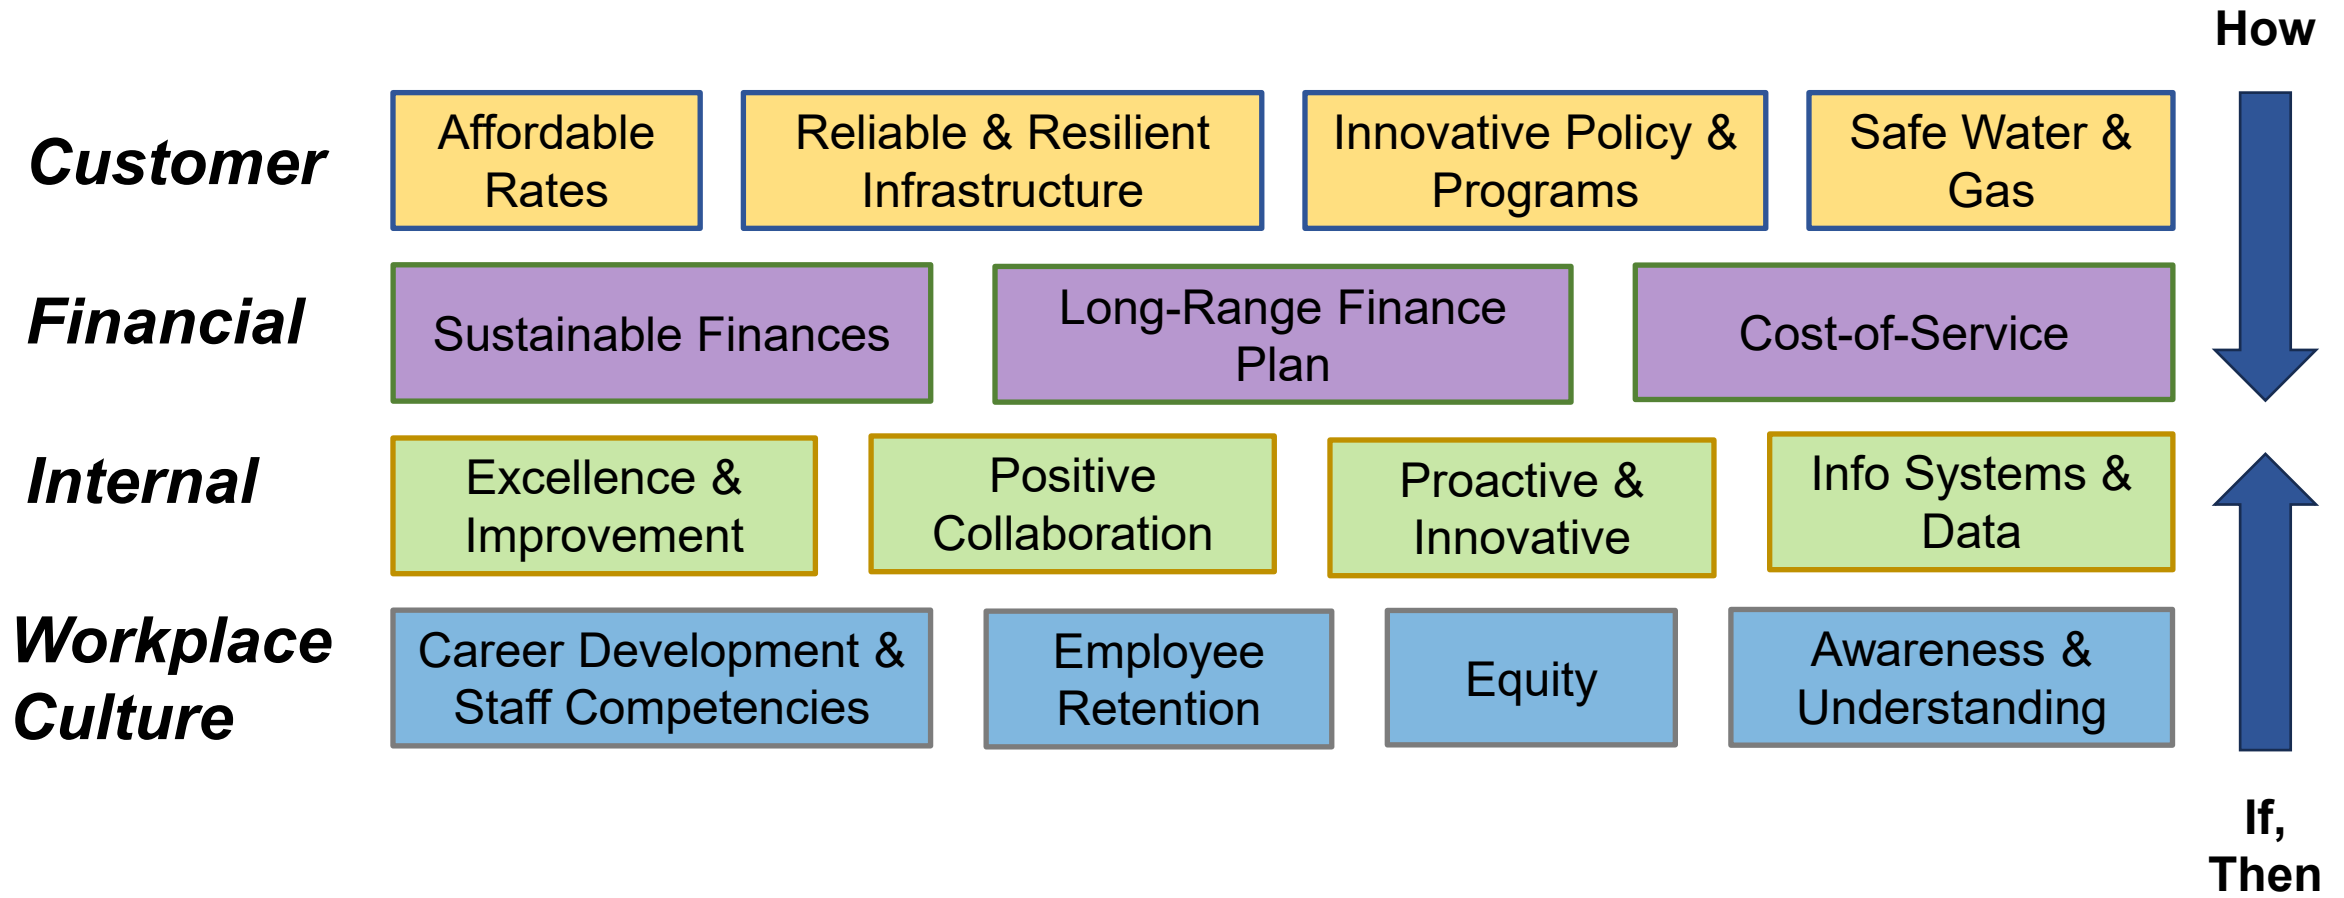 How
Customer
Affordable
Rates
Reliable & Resilient
Infrastructure
Innovative Policy &
Programs
Safe Water &
Gas
Financial
Sustainable Finances
Long-Range Finance
Plan
Cost-of-Service
Internal
Excellence &
Improvement
Positive
Collaboration
Proactive &
Innovative
Info Systems &
Data
Workplace
Culture
Career Development &
Staff Competencies
Employee
Retention
Equity
Awareness &
Understanding
If,
Then